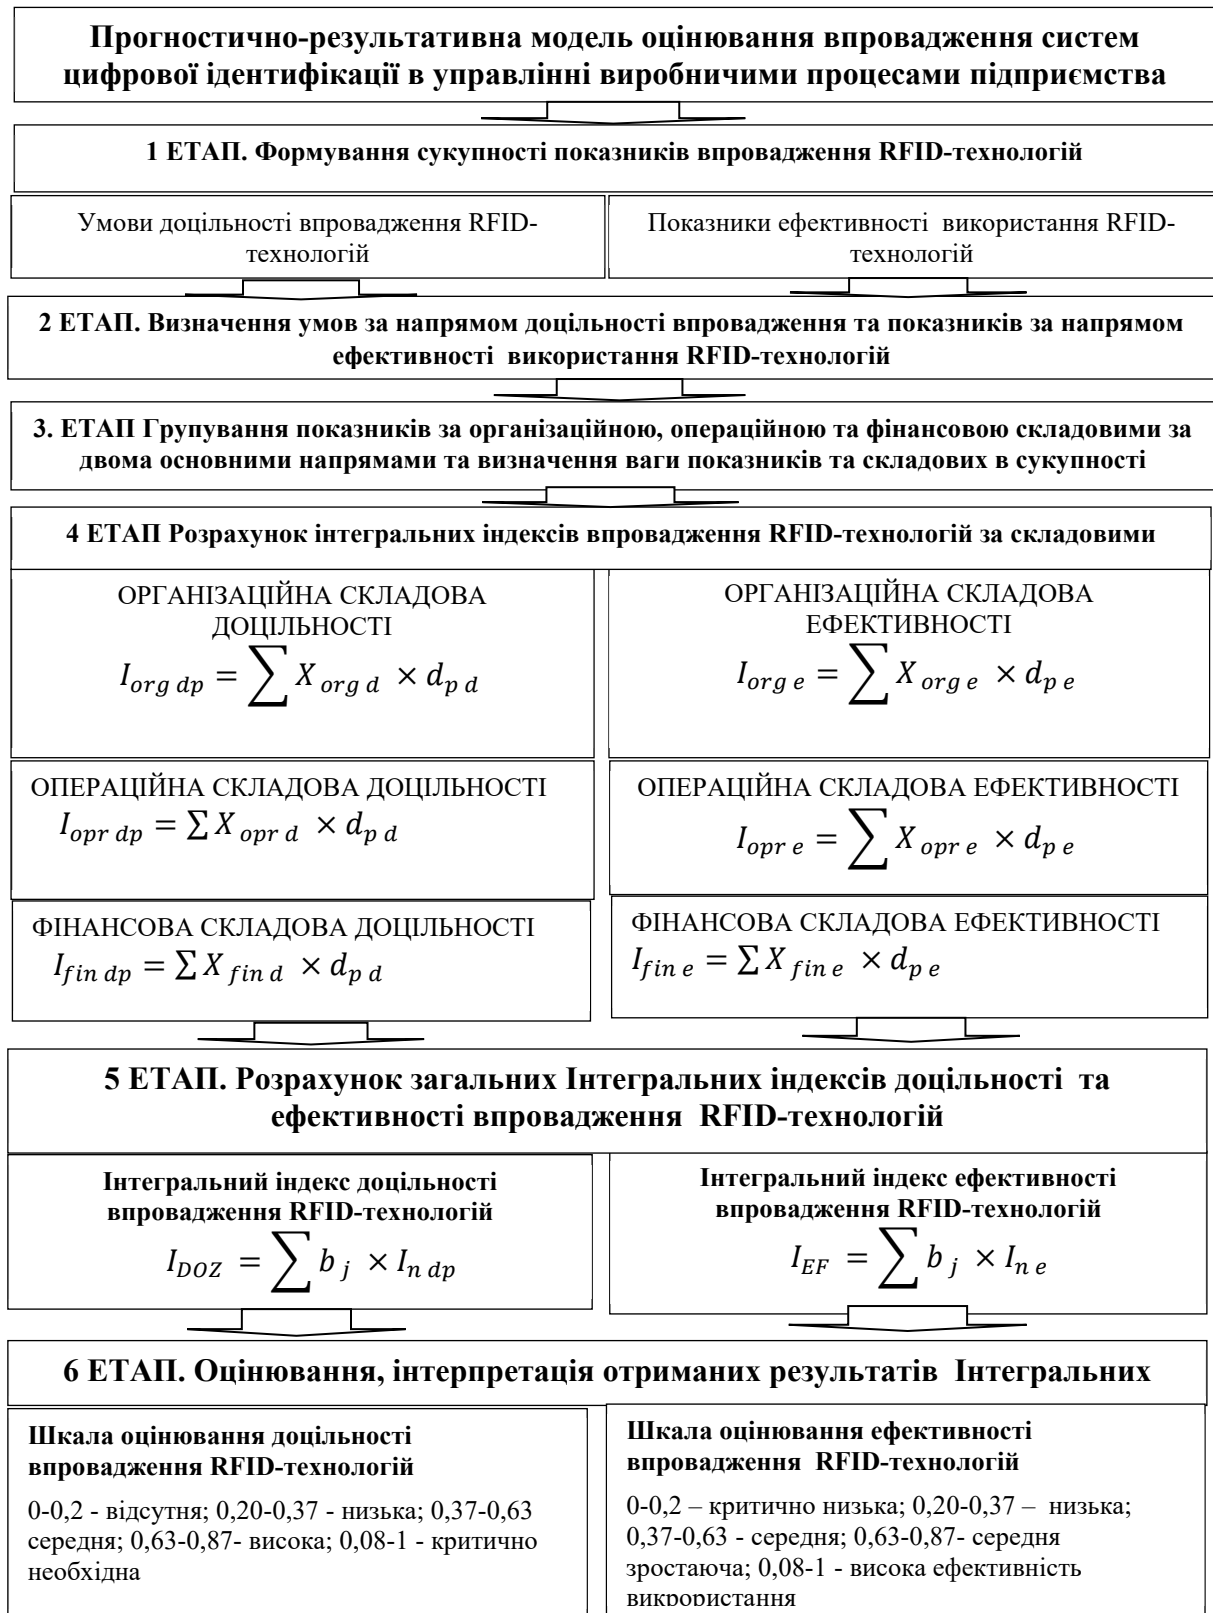 Прогностично-результативна модель оцінювання впровадження систем
цифрової ідентифікації в управлінні виробничими процесами підприємства
1 ЕТАП. Формування сукупності показників впровадження RFID-технологій
Умови доцільності впровадження RFID-
технологій
Показники ефективності використання RFID-
технологій
2 ЕТАП. Визначення умов за напрямом доцільності впровадження та показників за напрямом
ефективності використання RFID-технологій
3. ЕТАП Групування показників за організаційною, операційною та фінансовою складовими за
двома основними напрямами та визначення ваги показників та складових в сукупності
4 ЕТАП Розрахунок інтегральних індексів впровадження RFID-технологій за складовими
ОРГАНІЗАЦІЙНА СКЛАДОВА
ДОЦІЛЬНОСТІ
I_{org dp} = ∑ X_{org d} × d_{p d}
ОРГАНІЗАЦІЙНА СКЛАДОВА
ЕФЕКТИВНОСТІ
I_{org e} = ∑ X_{org e} × d_{p e}
ОПЕРАЦІЙНА СКЛАДОВА ДОЦІЛЬНОСТІ
I_{opr dp} = ∑ X_{opr d} × d_{p d}
ОПЕРАЦІЙНА СКЛАДОВА ЕФЕКТИВНОСТІ
I_{opr e} = ∑ X_{opr e} × d_{p e}
ФІНАНСОВА СКЛАДОВА ДОЦІЛЬНОСТІ
I_{fin dp} = ∑ X_{fin d} × d_{p d}
ФІНАНСОВА СКЛАДОВА ЕФЕКТИВНОСТІ
I_{fin e} = ∑ X_{fin e} × d_{p e}
5 ЕТАП. Розрахунок загальних Інтегральних індексів доцільності та
ефективності впровадження RFID-технологій
Інтегральний індекс доцільності
впровадження RFID-технологій
I_{DOZ} = ∑ b_j × I_{n dp}
Інтегральний індекс ефективності
впровадження RFID-технологій
I_{EF} = ∑ b_j × I_{n e}
6 ЕТАП. Оцінювання, інтерпретація отриманих результатів Інтегральних
Шкала оцінювання доцільності
впровадження RFID-технологій
0-0,2 - відсутня; 0,20-0,37 - низька; 0,37-0,63
середня; 0,63-0,87- висока; 0,08-1 - критично
необхідна
Шкала оцінювання ефективності
впровадження RFID-технологій
0-0,2 – критично низька; 0,20-0,37 – низька;
0,37-0,63 - середня; 0,63-0,87- середня
зростаюча; 0,08-1 - висока ефективність
викрористання